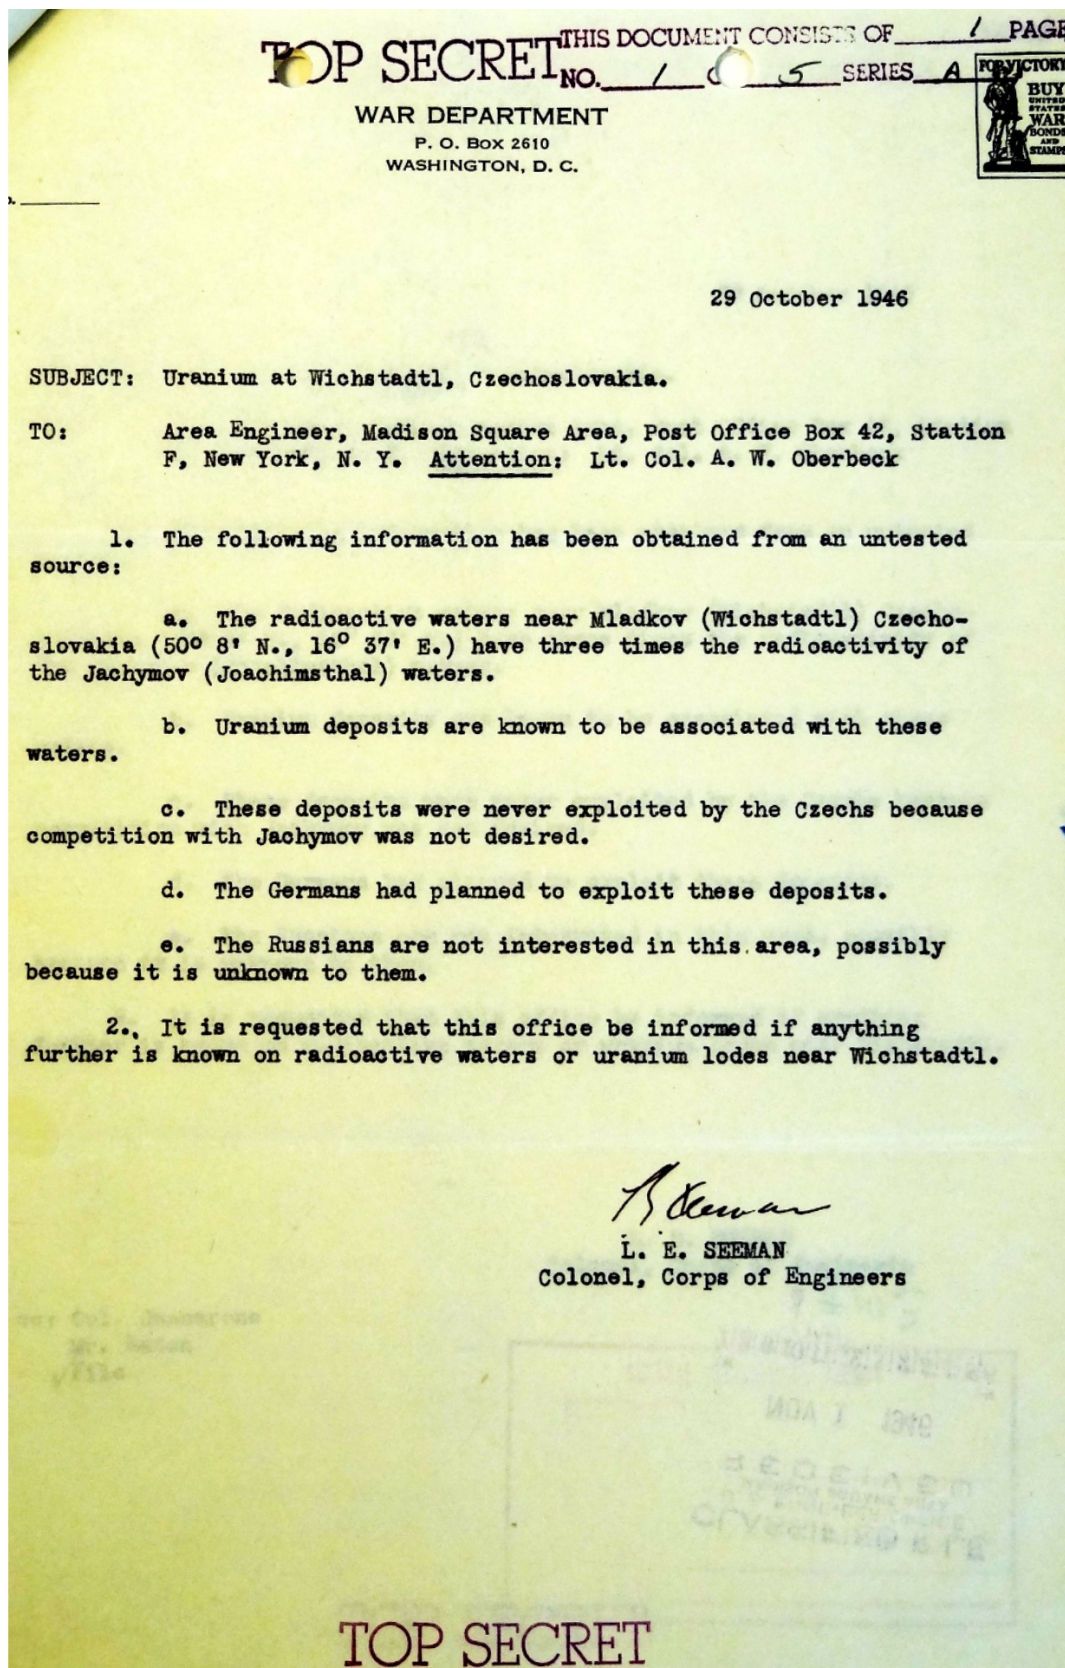 TOP SECRET
THIS DOCUMENT CONSISTS OF 1 PAGE
NO. 1 O 5 SERIES A
FOR VICTORY
BUY
UNITED
STATES
WAR
BONDS
AND
STAMPS
WAR DEPARTMENT
P. O. BOX 2610
WASHINGTON, D. C.
29 October 1946
SUBJECT: Uranium at Wichstadtl, Czechoslovakia.
TO: Area Engineer, Madison Square Area, Post Office Box 42, Station
F, New York, N. Y. Attention: Lt. Col. A. W. Oberbeck
1. The following information has been obtained from an untested
source:
a. The radioactive waters near Mladkov (Wichstadtl) Czecho-
slovakia (50° 8' N., 16° 37' E.) have three times the radioactivity of
the Jachymov (Joachimsthal) waters.
b. Uranium deposits are known to be associated with these
waters.
c. These deposits were never exploited by the Czechs because
competition with Jachymov was not desired.
d. The Germans had planned to exploit these deposits.
e. The Russians are not interested in this area, possibly
because it is unknown to them.
2. It is requested that this office be informed if anything
further is known on radioactive waters or uranium lodes near Wichstadtl.
L. E. SEEMAN
Colonel, Corps of Engineers
NOV 1 1946
RECEIVED
TOP SECRET